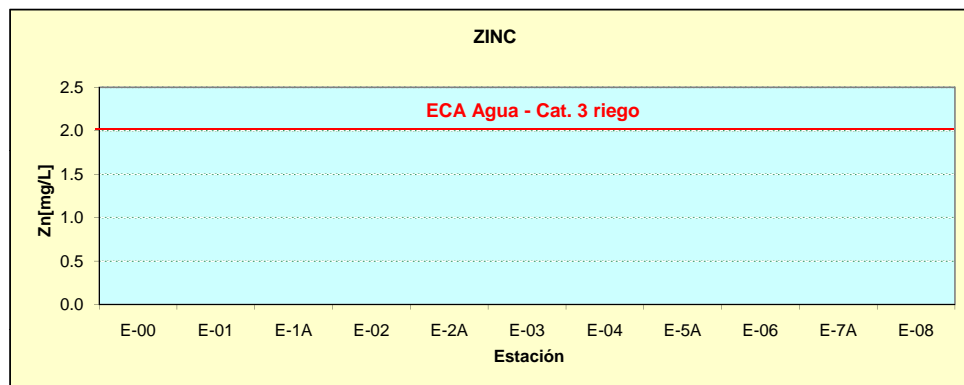 ZINC
ECA Agua - Cat. 3 riego
Zn[mg/L]
2.5
2.0
1.5
1.0
0.5
0.0
E-00 E-01 E-1A E-02 E-2A E-03 E-04 E-5A E-06 E-7A E-08
Estación